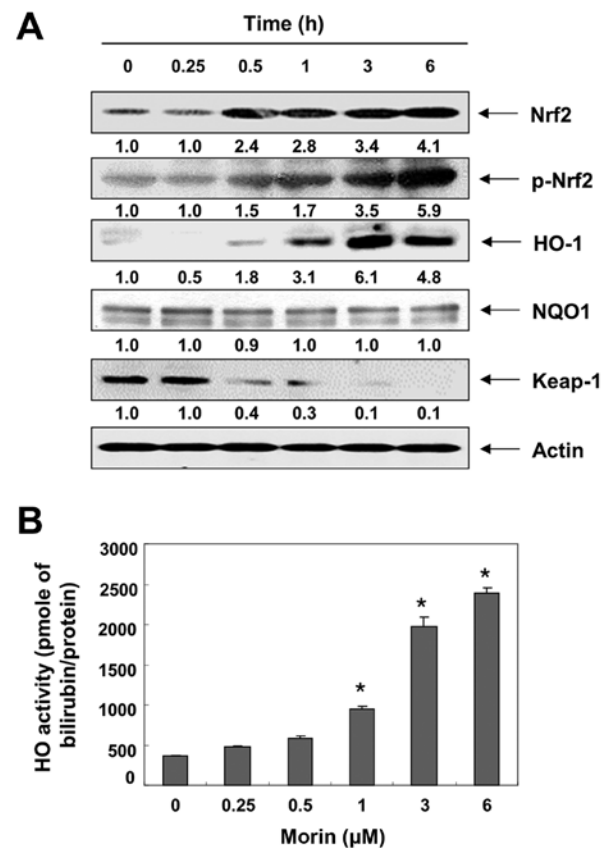 A
Time (h)
0 0.25 0.5 1 3 6
Nrf2
1.0 1.0 2.4 2.8 3.4 4.1
p-Nrf2
1.0 1.0 1.5 1.7 3.5 5.9
HO-1
1.0 0.5 1.8 3.1 6.1 4.8
NQO1
1.0 1.0 0.9 1.0 1.0 1.0
Keap-1
1.0 1.0 0.4 0.3 0.1 0.1
Actin
B
HO activity (pmole of
bilirubin/protein)
3000
2500
2000
1000
500
0
* * *
0 0.25 0.5 1 3 6
Morin (µM)